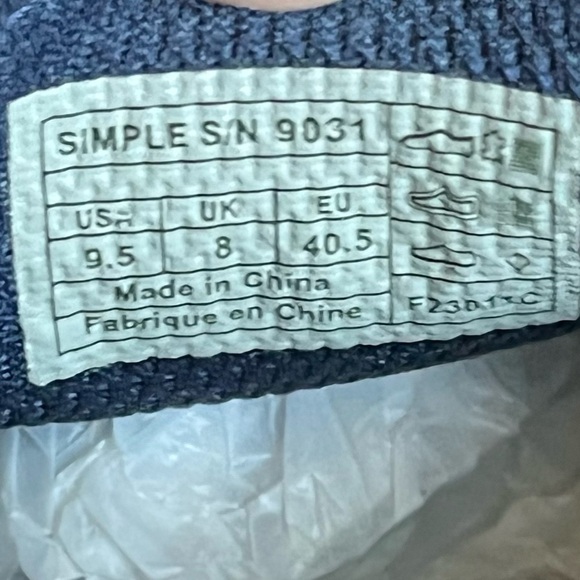 SIMPLE S/N 9031
USA UK EU
9.5 8 40.5
Made in China
Fabrique en Chine